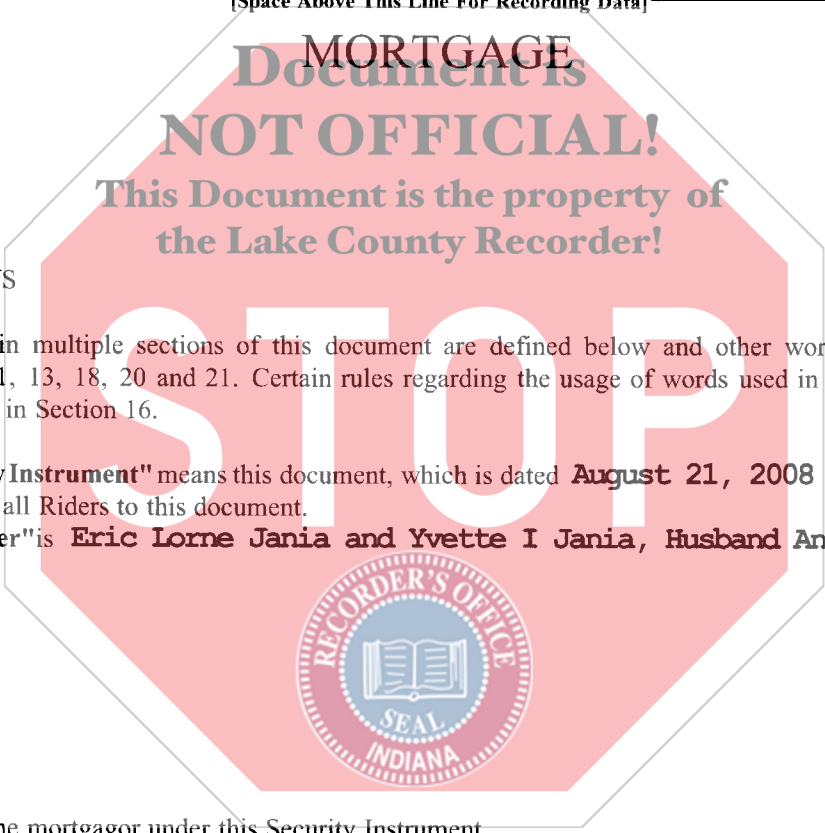 [Space Above This Line For Recording Data]
MORTGAGE
Document is
NOT OFFICIAL!
This Document is the property of
the Lake County Recorder!
S
in multiple sections of this document are defined below and other wor
1, 13, 18, 20 and 21. Certain rules regarding the usage of words used in
in Section 16.
STOP
y Instrument" means this document, which is dated August 21, 2008
all Riders to this document.
er" is Eric Lorne Jania and Yvette I Jania, Husband An
RECORDER'S OFFICE
SEAL
INDIANA
he mortgagor under this Security Instrument